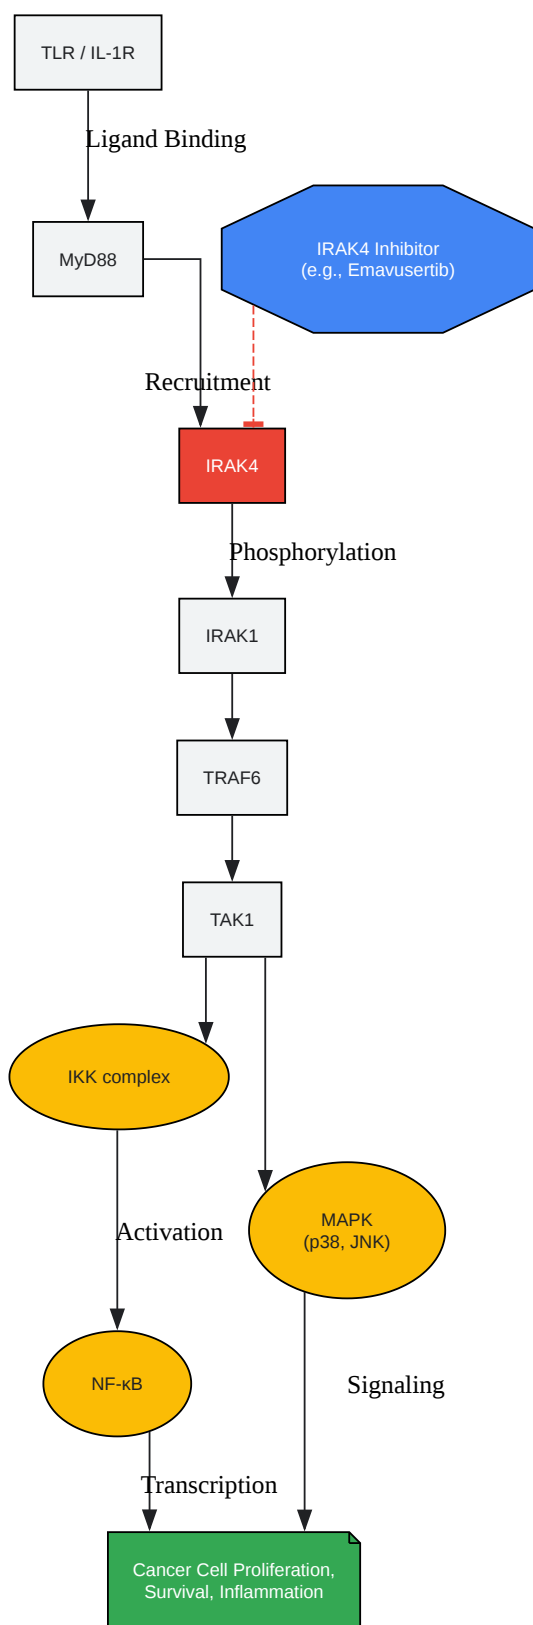 TLR / IL-1R
Ligand Binding
MyD88
IRAK4 Inhibitor
(e.g., Emavusertib)
Recruitment
IRAK4
Phosphorylation
IRAK1
TRAF6
TAK1
IKK complex
MAPK
(p38, JNK)
Activation
NF-κB
Signaling
Transcription
Cancer Cell Proliferation,
Survival, Inflammation